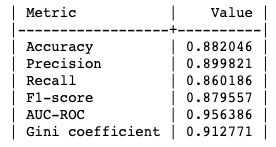 | Metric | Value |
|------------------+----------|
| Accuracy | 0.882046 |
| Precision | 0.899821 |
| Recall | 0.860186 |
| F1-score | 0.879557 |
| AUC-ROC | 0.956386 |
| Gini coefficient | 0.912771 |